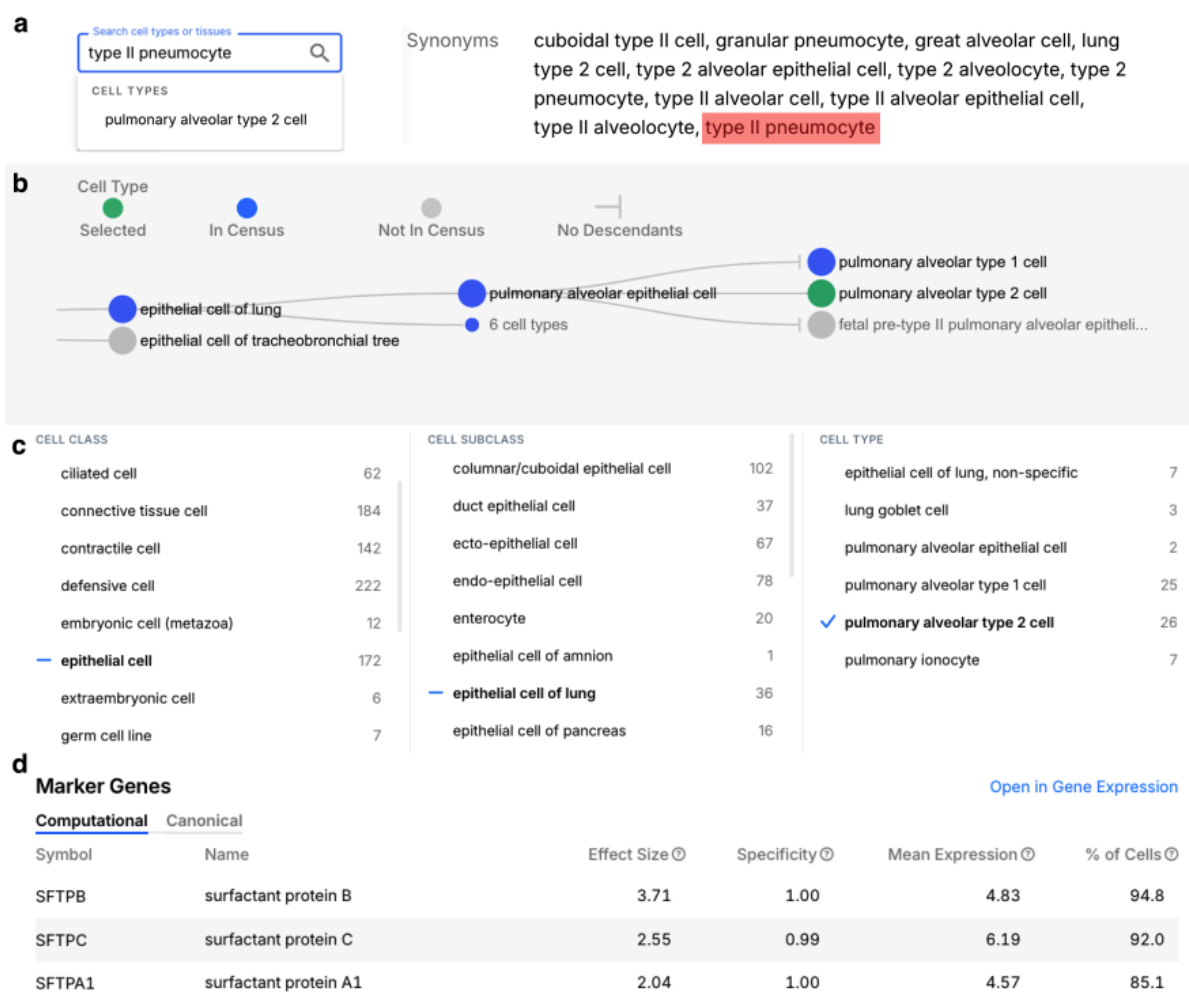 a
Search cell types or tissues
type II pneumocyte
CELL TYPES
pulmonary alveolar type 2 cell
Synonyms
cuboidal type II cell, granular pneumocyte, great alveolar cell, lung
type 2 cell, type 2 alveolar epithelial cell, type 2 alveolocyte, type 2
pneumocyte, type II alveolar cell, type II alveolar epithelial cell,
type II alveolocyte, type II pneumocyte
b
Cell Type
Selected
In Census
Not In Census
No Descendants
epithelial cell of lung
epithelial cell of tracheobronchial tree
pulmonary alveolar epithelial cell
6 cell types
pulmonary alveolar type 1 cell
pulmonary alveolar type 2 cell
fetal pre-type II pulmonary alveolar epitheli...
c
CELL CLASS
ciliated cell 62
connective tissue cell 184
contractile cell 142
defensive cell 222
embryonic cell (metazoa) 12
epithelial cell 172
extraembryonic cell 6
germ cell line 7
CELL SUBCLASS
columnar/cuboidal epithelial cell 102
duct epithelial cell 37
ecto-epithelial cell 67
endo-epithelial cell 78
enterocyte 20
epithelial cell of amnion 1
epithelial cell of lung 36
epithelial cell of pancreas 16
CELL TYPE
epithelial cell of lung, non-specific 7
lung goblet cell 3
pulmonary alveolar epithelial cell 2
pulmonary alveolar type 1 cell 25
pulmonary alveolar type 2 cell 26
pulmonary ionocyte 7
d
Marker Genes
Open in Gene Expression
Computational Canonical
Symbol Name Effect Size Specificity Mean Expression % of Cells
SFTPB surfactant protein B 3.71 1.00 4.83 94.8
SFTPC surfactant protein C 2.55 0.99 6.19 92.0
SFTPA1 surfactant protein A1 2.04 1.00 4.57 85.1